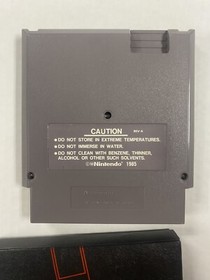 CAUTION
REV-A
● DO NOT STORE IN EXTREME TEMPERATURES.
● DO NOT IMMERSE IN WATER.
● DO NOT CLEAN WITH BENZENE, THINNER,
ALCOHOL OR OTHER SUCH SOLVENTS.
©Nintendo® 1985